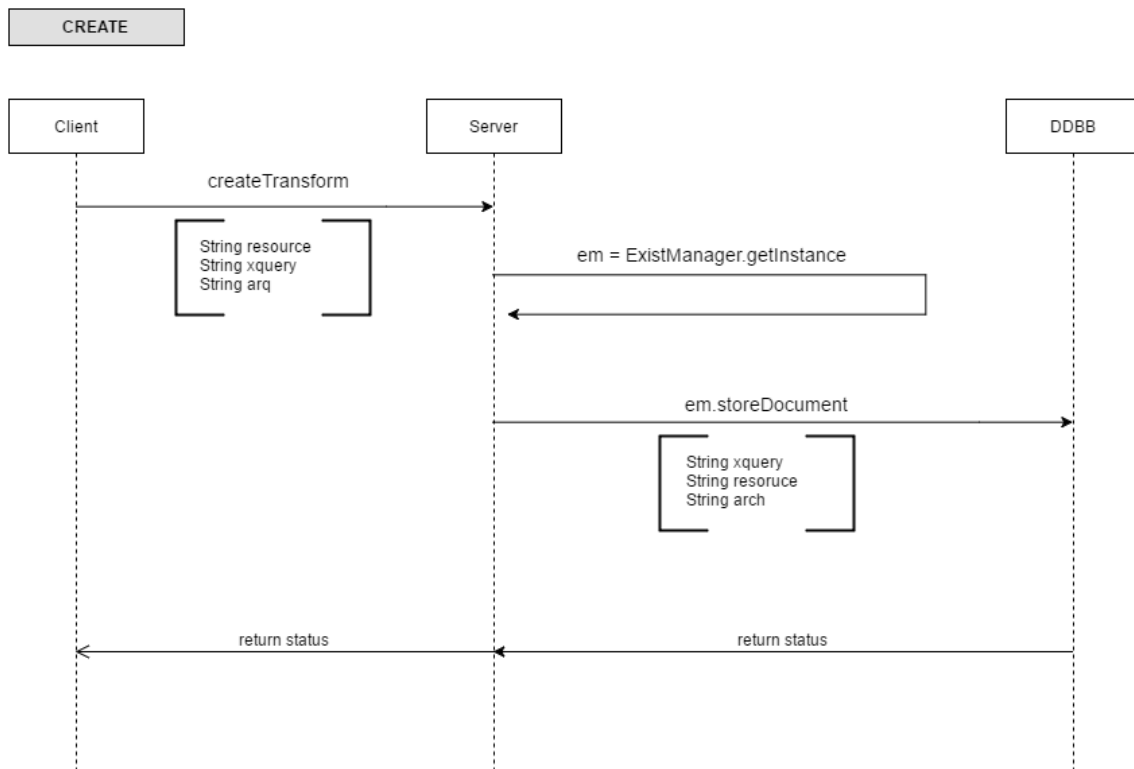 CREATE
Client
Server
DDBB
createTransform
String resource
String xquery
String arq
em = ExistManager.getInstance
em.storeDocument
String xquery
String resoruce
String arch
return status
return status